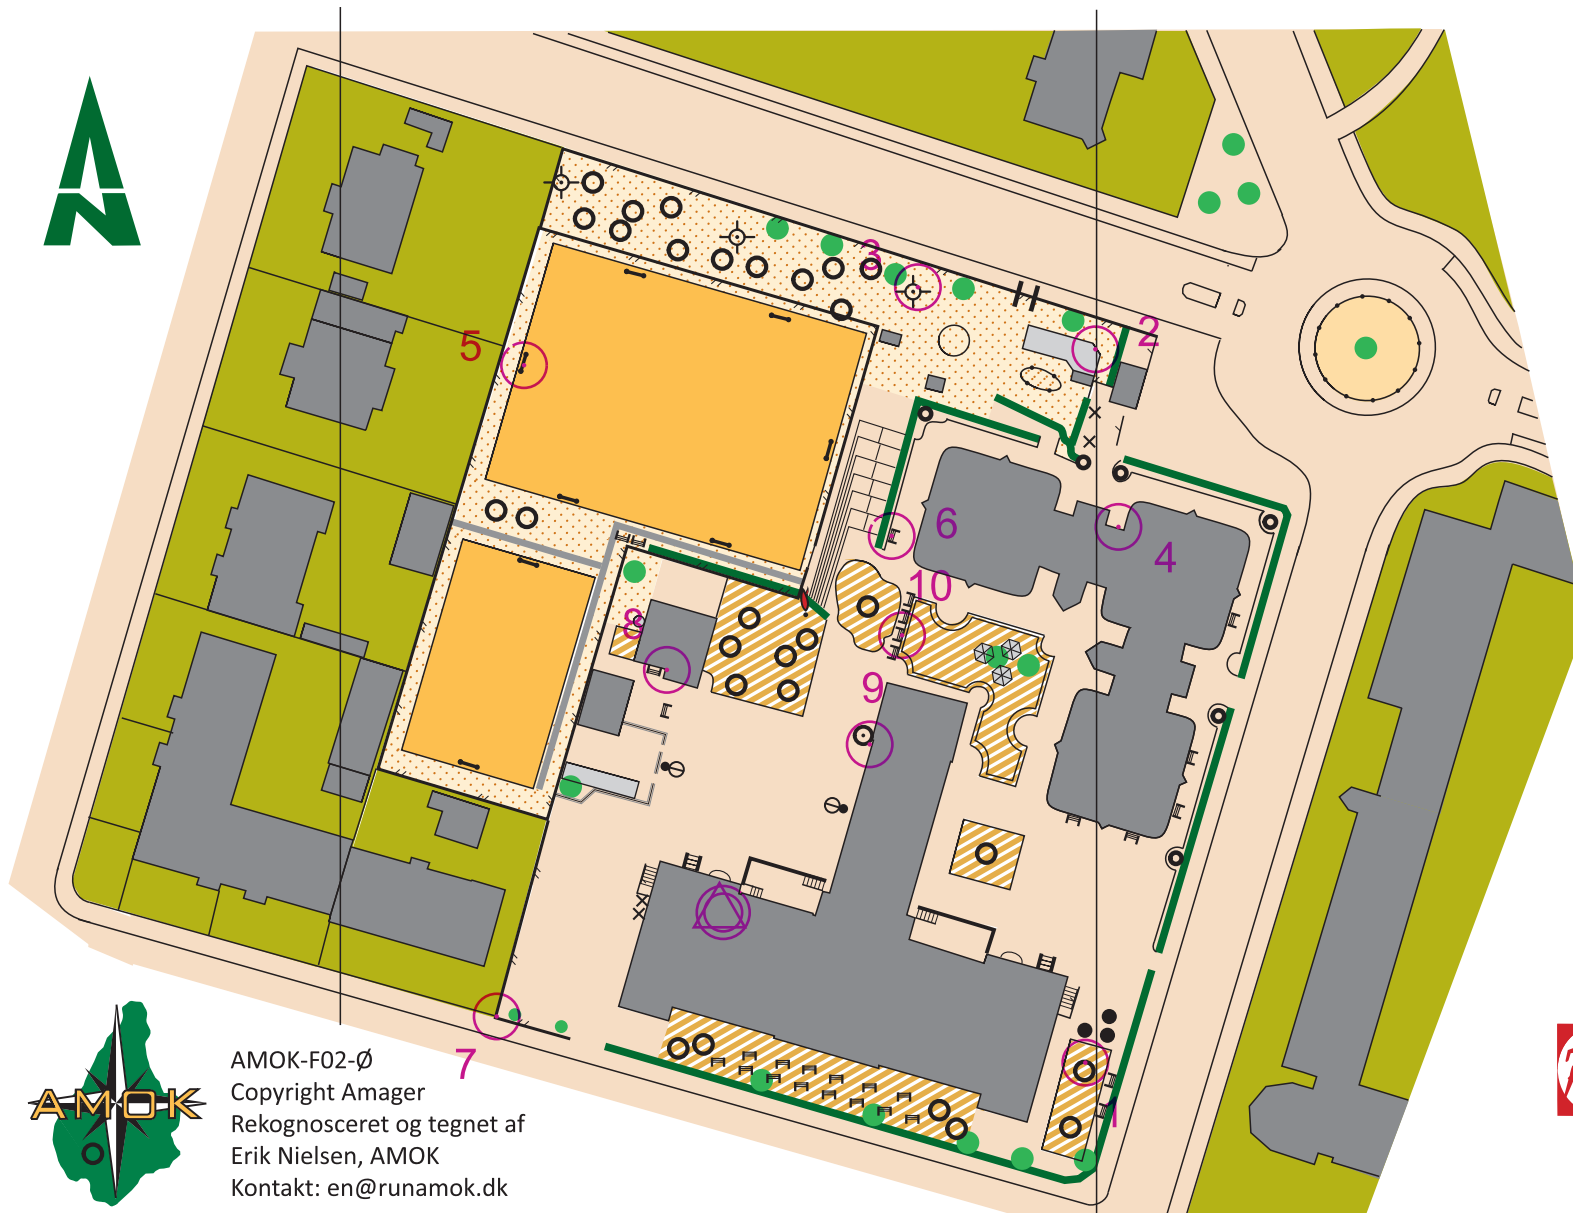 3
2
5
6
4
10
8
9
7
1
AMOK
AMOK-F02-Ø
Copyright Amager
Rekognosceret og tegnet af
Erik Nielsen, AMOK
Kontakt: en@runamok.dk